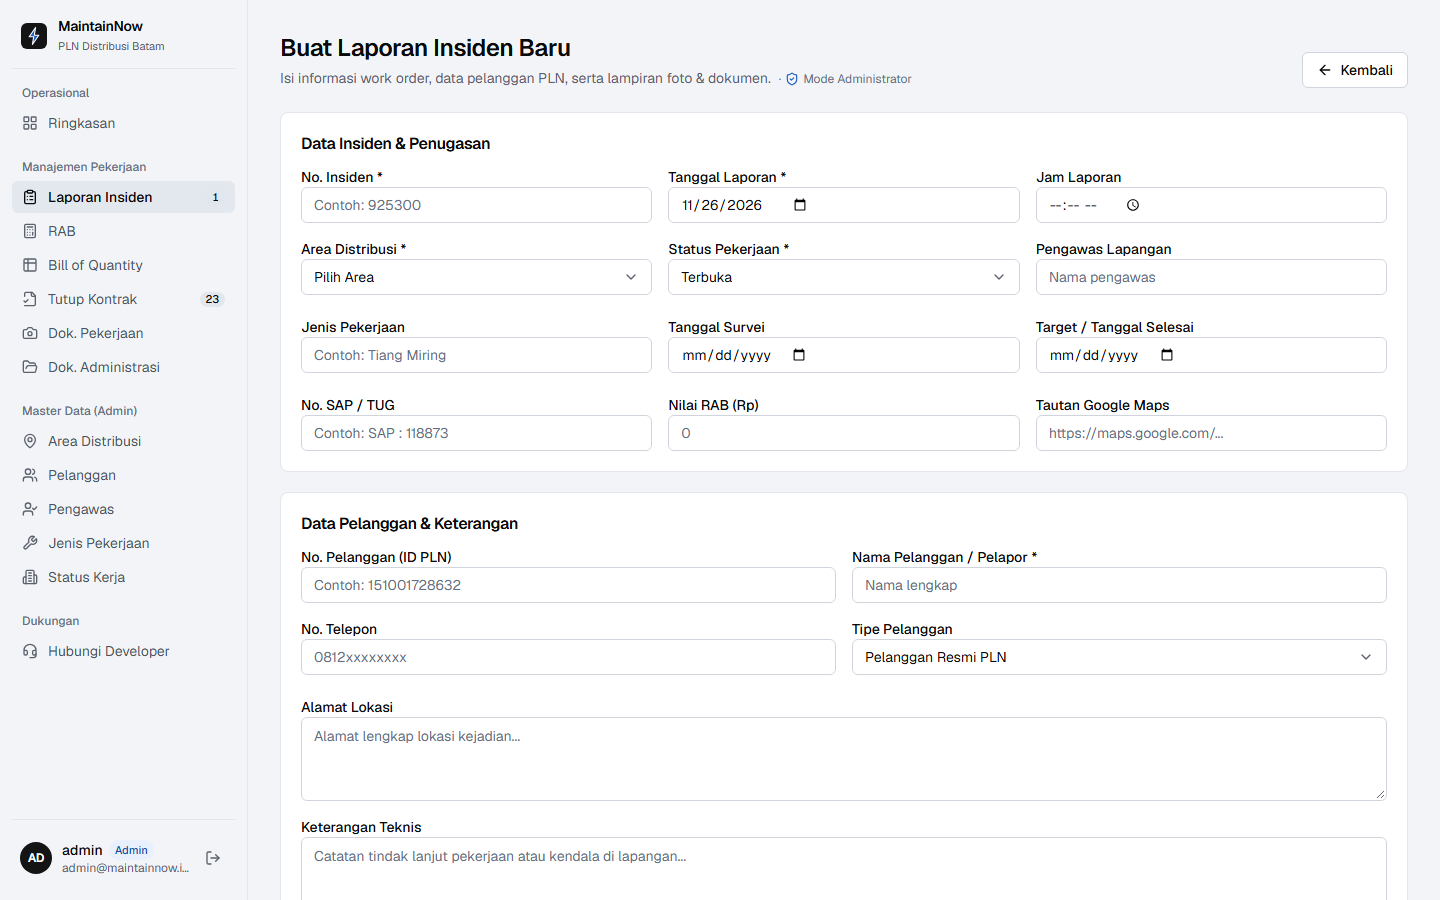 MaintainNow
PLN Distribusi Batam
Operasional
Ringkasan
Manajemen Pekerjaan
Laporan Insiden 1
RAB
Bill of Quantity
Tutup Kontrak 23
Dok. Pekerjaan
Dok. Administrasi
Master Data (Admin)
Area Distribusi
Pelanggan
Pengawas
Jenis Pekerjaan
Status Kerja
Dukungan
Hubungi Developer
AD admin Admin
admin@maintainnow.i...
Buat Laporan Insiden Baru
Isi informasi work order, data pelanggan PLN, serta lampiran foto & dokumen. · Mode Administrator
Kembali
Data Insiden & Penugasan
No. Insiden * Tanggal Laporan * Jam Laporan
Contoh: 925300 11/26/2026 --:-- --
Area Distribusi * Status Pekerjaan * Pengawas Lapangan
Pilih Area Terbuka Nama pengawas
Jenis Pekerjaan Tanggal Survei Target / Tanggal Selesai
Contoh: Tiang Miring mm/dd/yyyy mm/dd/yyyy
No. SAP / TUG Nilai RAB (Rp) Tautan Google Maps
Contoh: SAP : 118873 0 https://maps.google.com/...
Data Pelanggan & Keterangan
No. Pelanggan (ID PLN) Nama Pelanggan / Pelapor *
Contoh: 151001728632 Nama lengkap
No. Telepon Tipe Pelanggan
0812xxxxxxxx Pelanggan Resmi PLN
Alamat Lokasi
Alamat lengkap lokasi kejadian...
Keterangan Teknis
Catatan tindak lanjut pekerjaan atau kendala di lapangan...